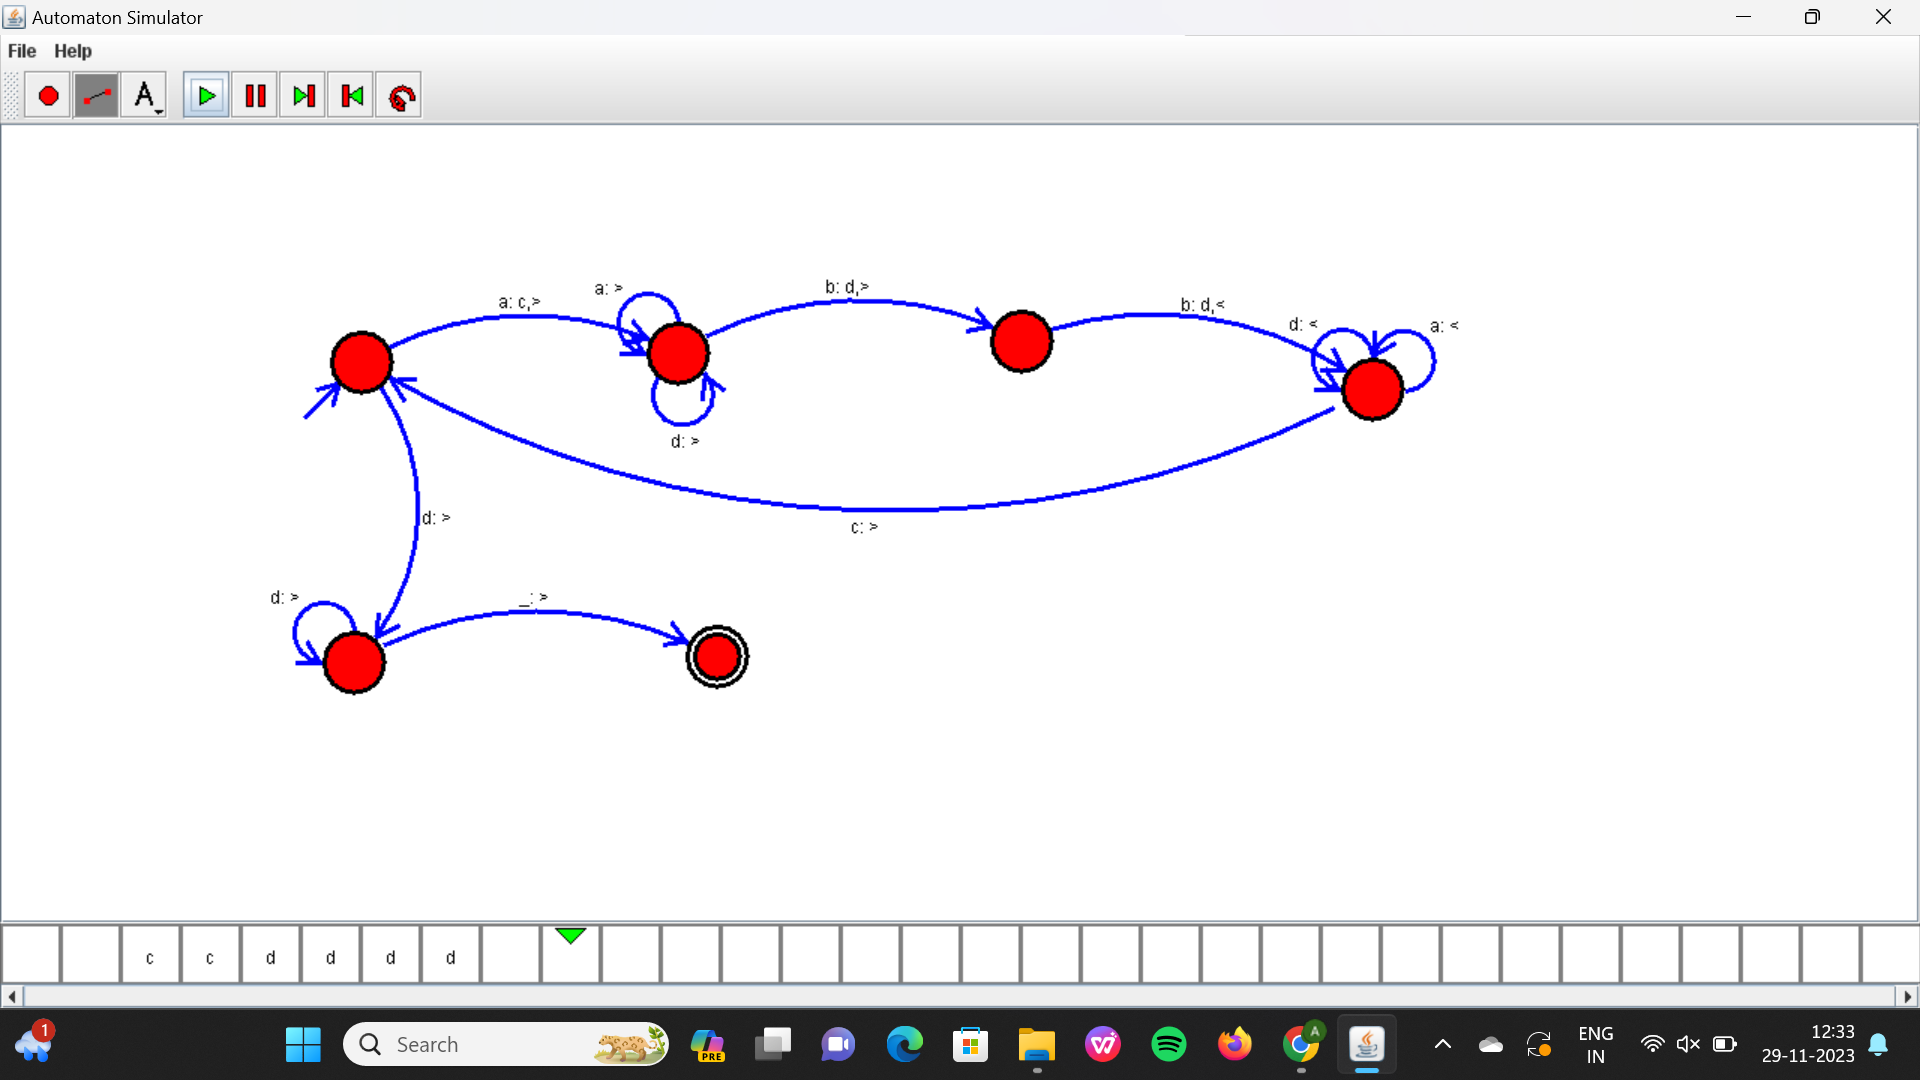 Automaton Simulator
File Help
A
a: c,>
a: >
b: d,>
b: d,<
d: <
a: <
d: >
d: >
c: >
d: >
_: >
c c d d d d
1
Search
PRE
A
ENG
IN
12:33
29-11-2023